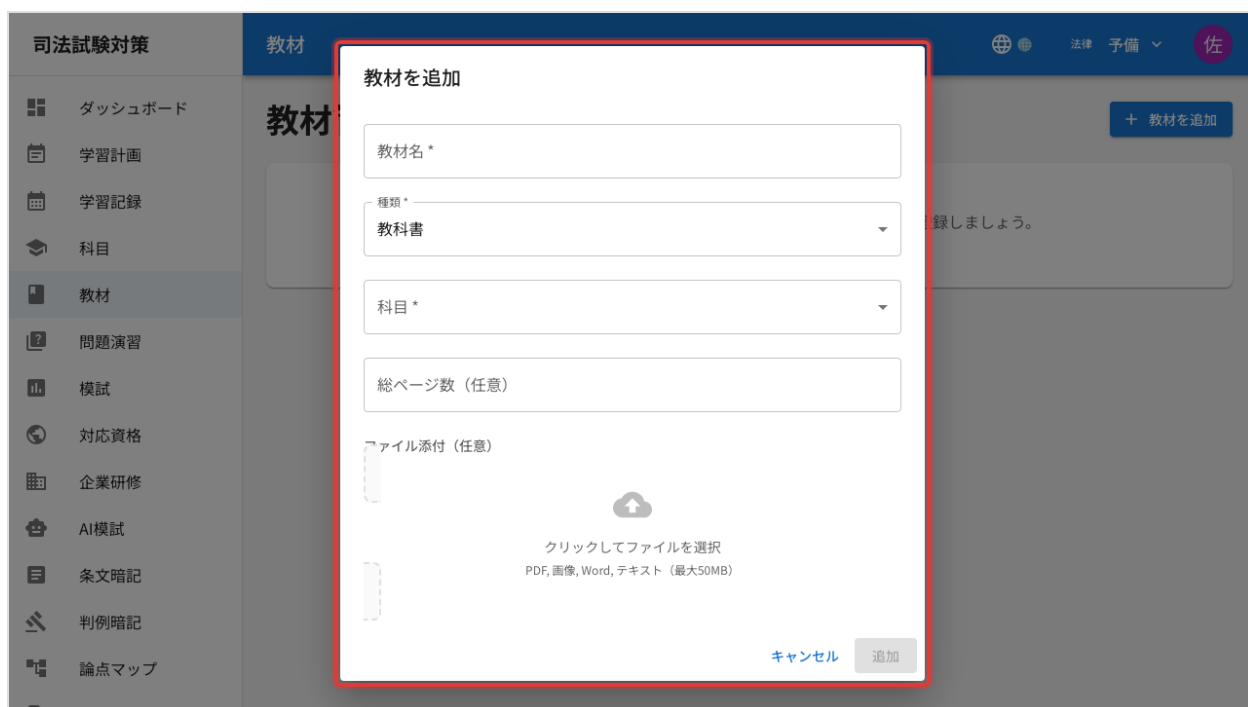 司法試験対策
教材
法律 予備
佐
ダッシュボード
学習計画
学習記録
科目
教材
問題演習
模試
対応資格
企業研修
AI模試
条文暗記
判例暗記
論点マップ
教材
+ 教材を追加
録しましょう。
教材を追加
教材名 *
種類 *
教科書
科目 *
総ページ数（任意）
ファイル添付（任意）
クリックしてファイルを選択
PDF, 画像, Word, テキスト（最大50MB）
キャンセル
追加